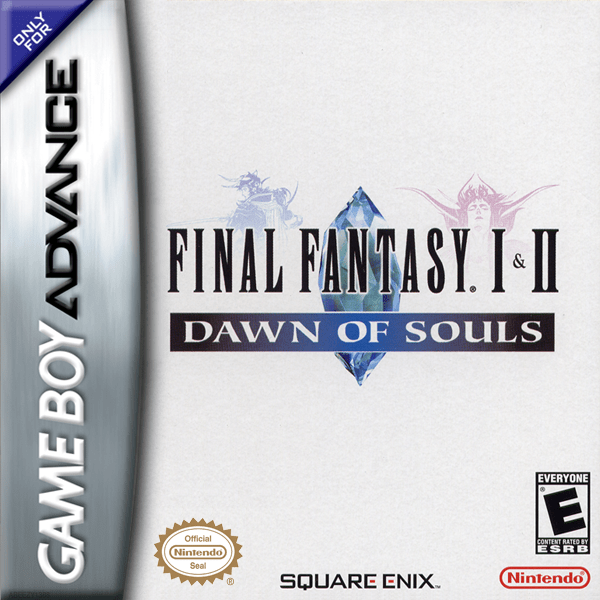 ONLY
FOR
GAME BOY ADVANCE
FINAL FANTASY® I & II
DAWN OF SOULS
Official
Nintendo
Seal
®
SQUARE ENIX™
EVERYONE
E
®
CONTENT RATED BY
ESRB
Nintendo®